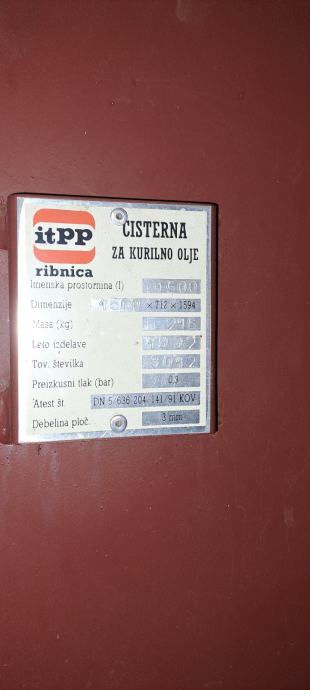 itPP
ribnica
CISTERNA
ZA KURILNO OLJE
Imenska prostornina (l)
Dimenzije × 712 × 1594
Masa (kg)
Leto izdelave
Tov. številka
Preizkusni tlak (bar) 0,3
Atest št. DN 5/636-204-141/91 KOV
Debelina ploč. 3 mm